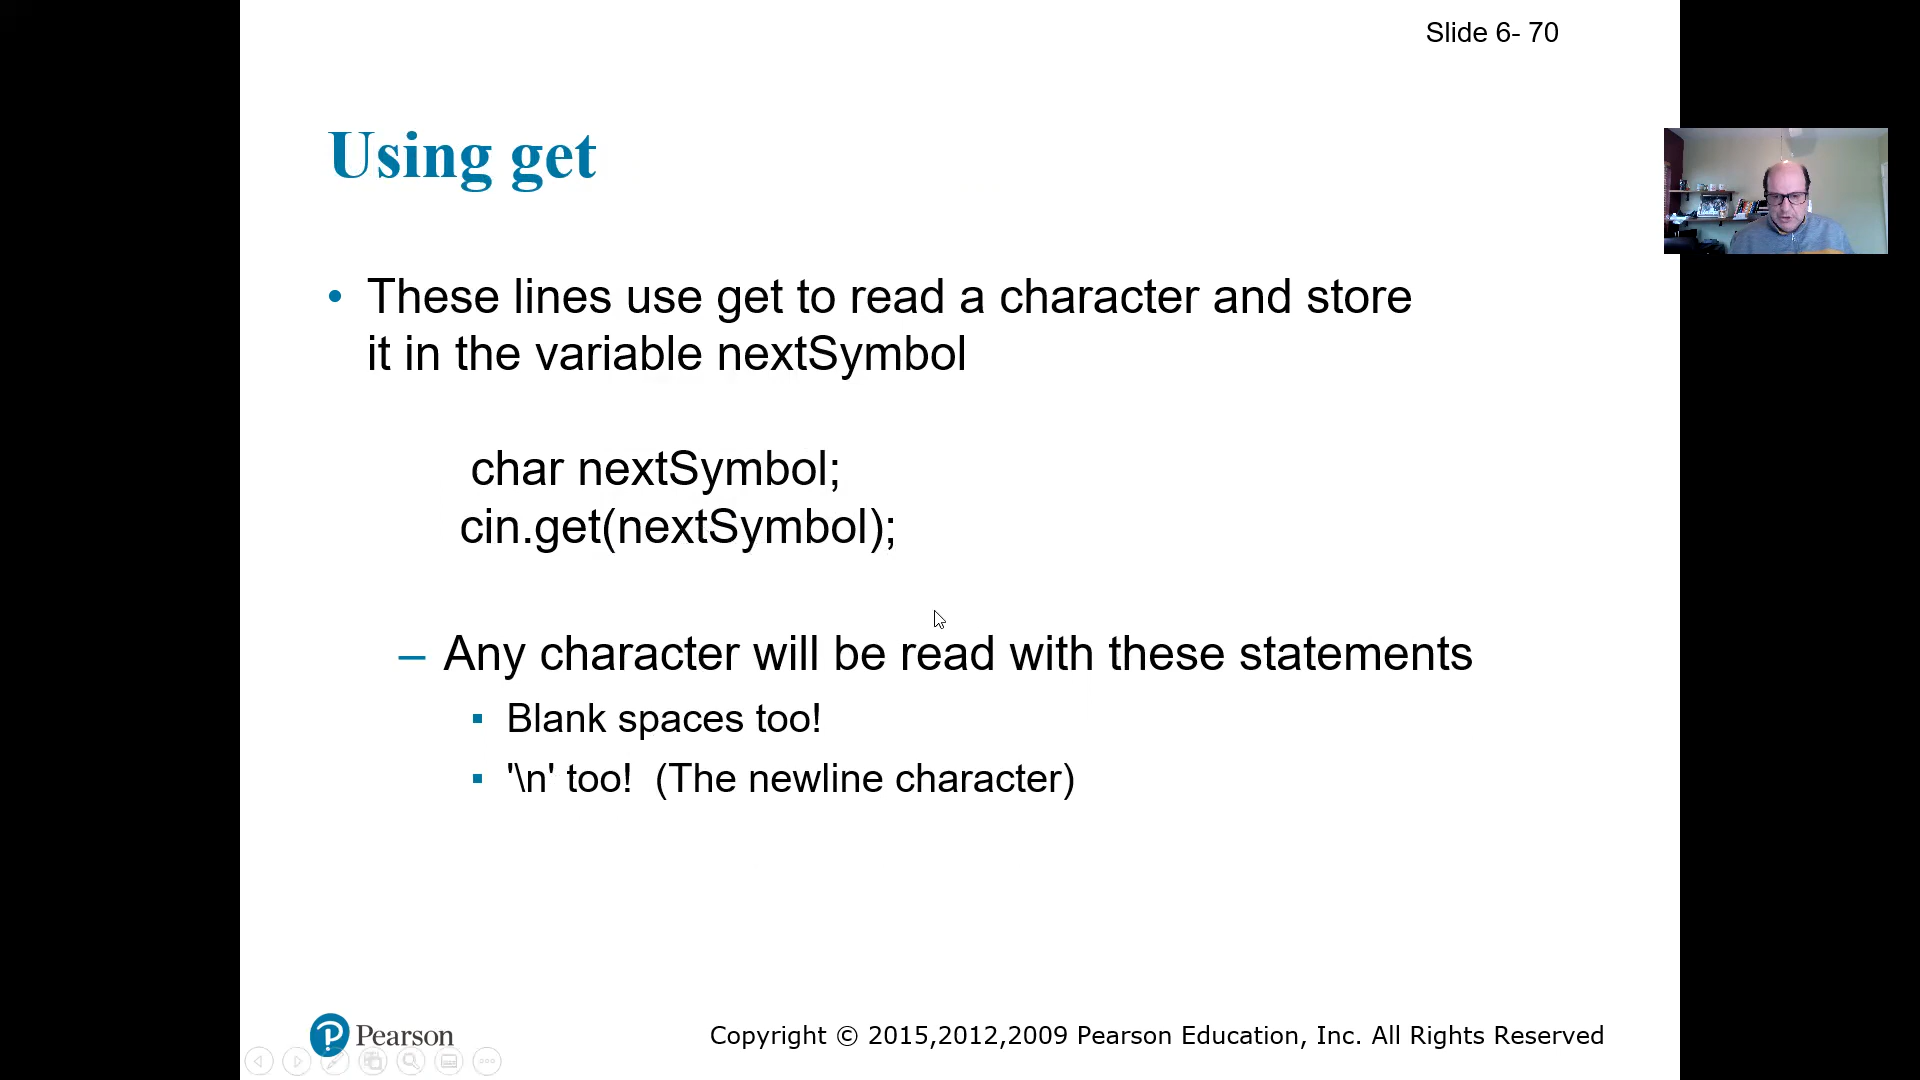 Slide 6- 70
Using get
• These lines use get to read a character and store
it in the variable nextSymbol
char nextSymbol;
cin.get(nextSymbol);
– Any character will be read with these statements
▪ Blank spaces too!
▪ '\n' too!  (The newline character)
Pearson
Copyright © 2015,2012,2009 Pearson Education, Inc. All Rights Reserved